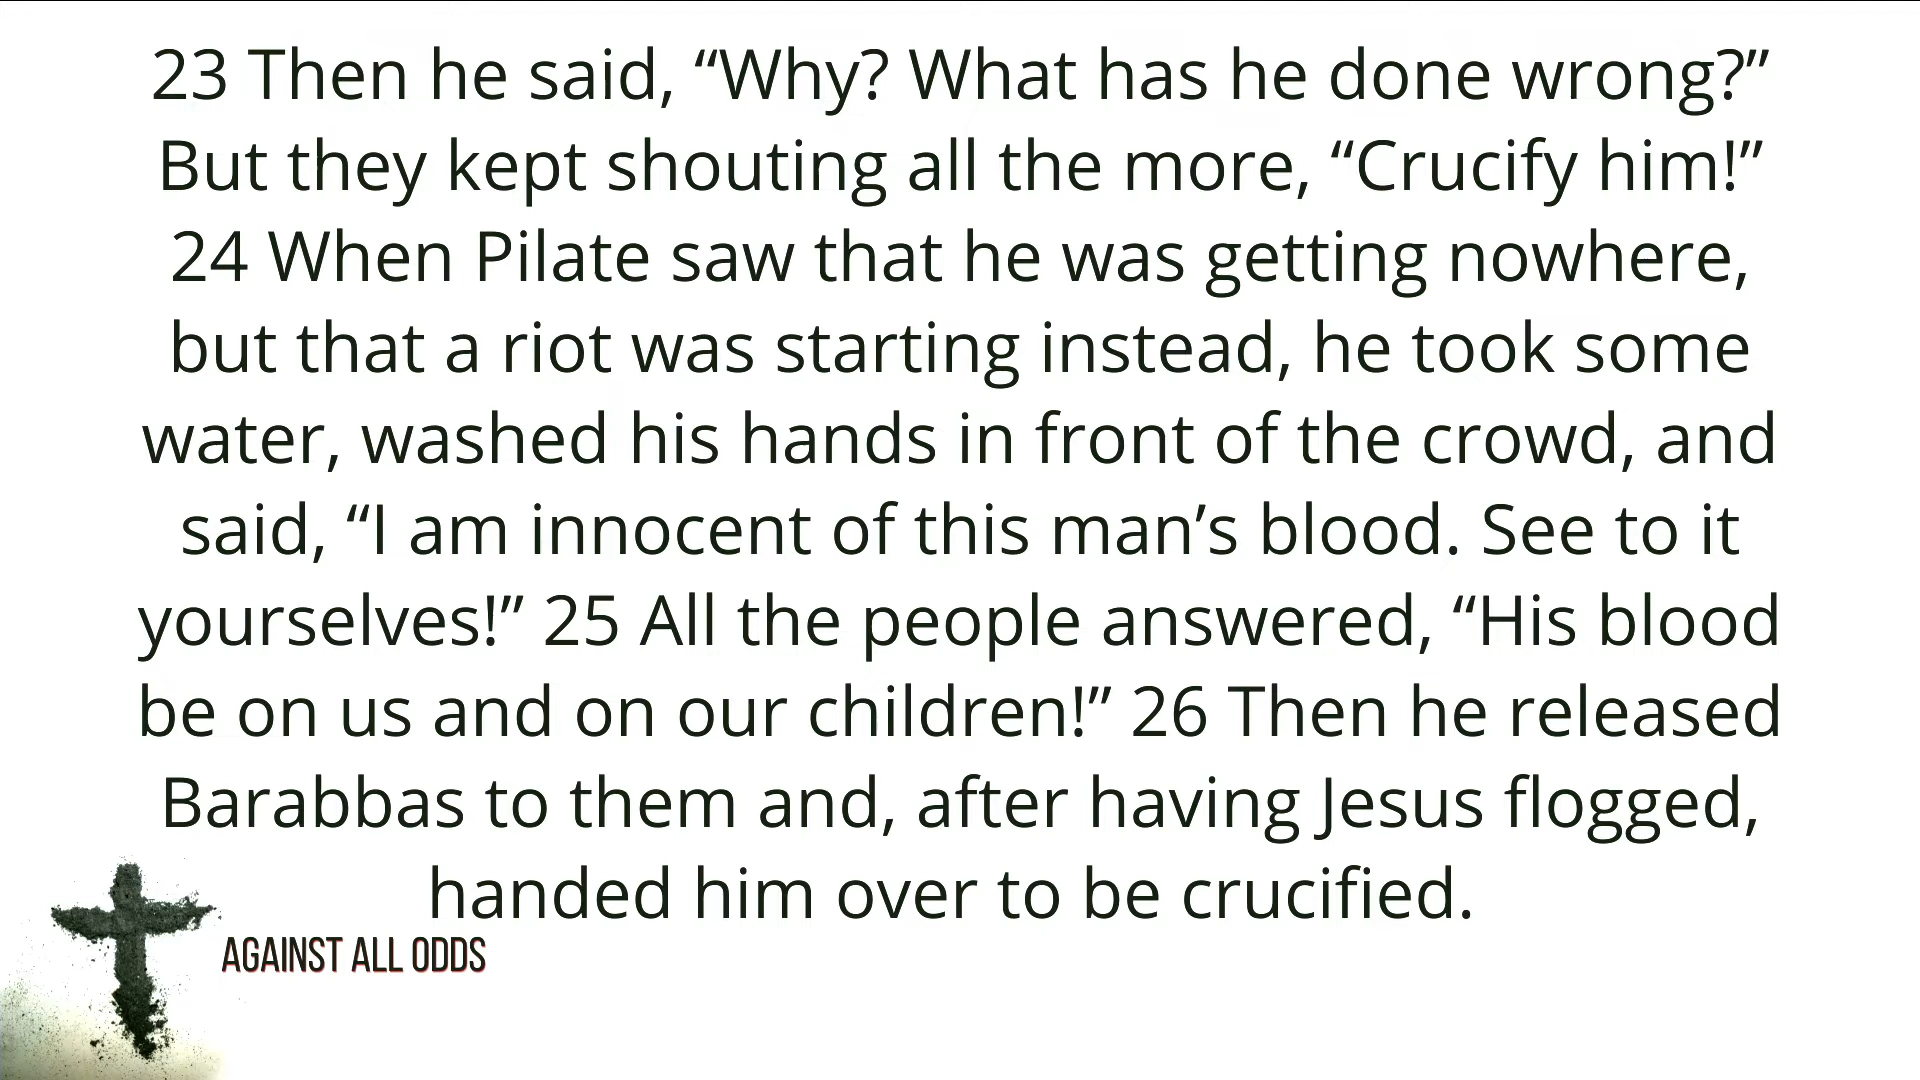 23 Then he said, “Why? What has he done wrong?”
But they kept shouting all the more, “Crucify him!”
24 When Pilate saw that he was getting nowhere,
but that a riot was starting instead, he took some
water, washed his hands in front of the crowd, and
said, “I am innocent of this man’s blood. See to it
yourselves!” 25 All the people answered, “His blood
be on us and on our children!” 26 Then he released
Barabbas to them and, after having Jesus flogged,
handed him over to be crucified.
AGAINST ALL ODDS